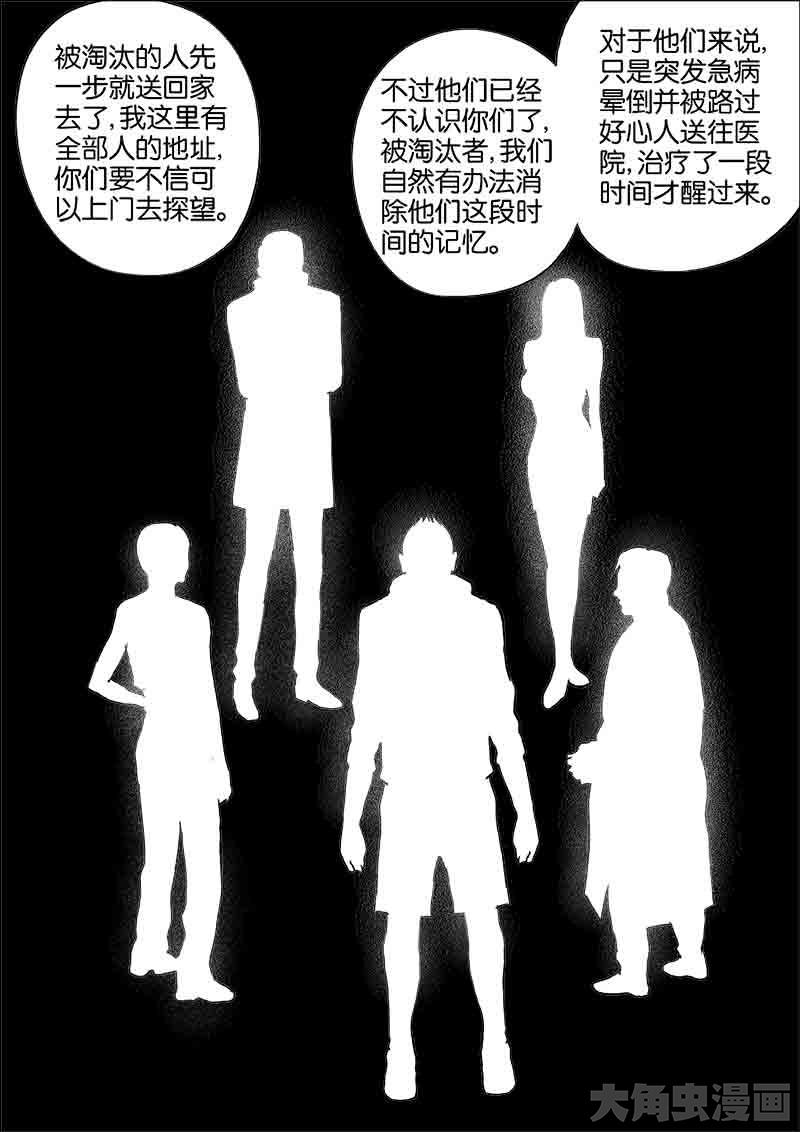 被淘汰的人先
一步就送回家
去了,我这里有
全部人的地址,
你们要不信可
以上门去探望。
不过他们已经
不认识你们了,
被淘汰者,我们
自然有办法消
除他们这段时
间的记忆。
对于他们来说,
只是突发急病
晕倒并被路过
好心人送往医
院,治疗了一段
时间才醒过来。
大角虫漫画